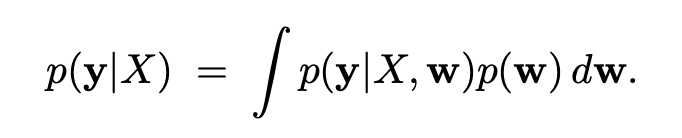 p(𝐲|X) = ∫ p(𝐲|X, 𝐰)p(𝐰) d𝐰.